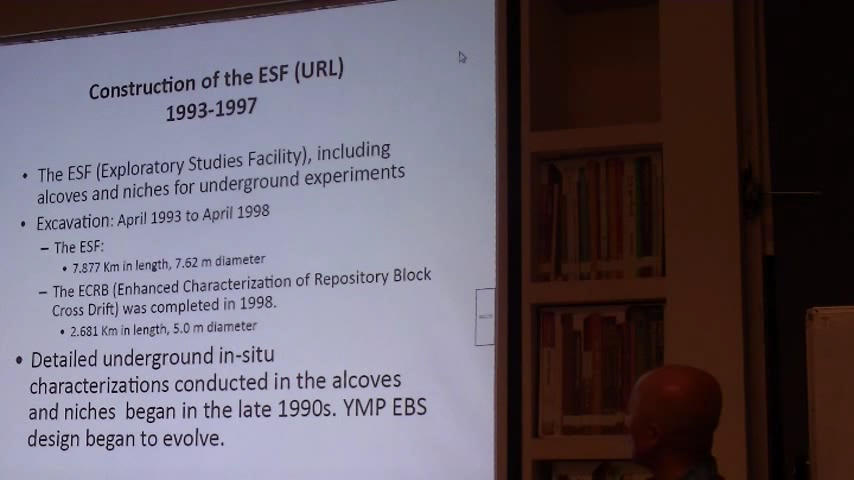 Construction of the ESF (URL)
1993-1997
• The ESF (Exploratory Studies Facility), including
alcoves and niches for underground experiments
• Excavation: April 1993 to April 1998
– The ESF:
• 7.877 Km in length, 7.62 m diameter
– The ECRB (Enhanced Characterization of Repository Block
Cross Drift) was completed in 1998.
• 2.681 Km in length, 5.0 m diameter
• Detailed underground in-situ
characterizations conducted in the alcoves
and niches began in the late 1990s. YMP EBS
design began to evolve.